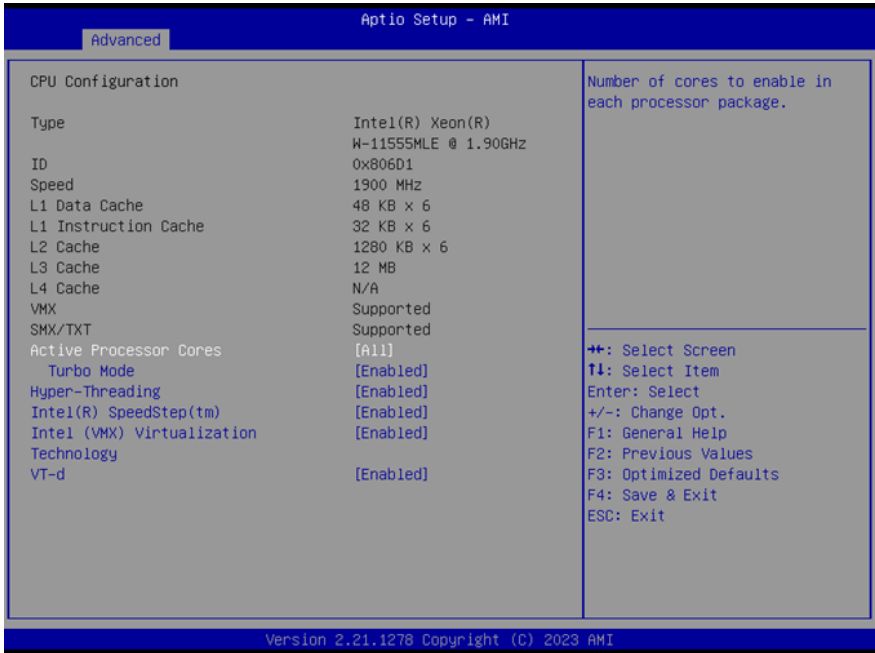 Aptio Setup – AMI
Advanced
CPU Configuration
Type Intel(R) Xeon(R)
W-11555MLE @ 1.90GHz
ID 0x806D1
Speed 1900 MHz
L1 Data Cache 48 KB x 6
L1 Instruction Cache 32 KB x 6
L2 Cache 1280 KB x 6
L3 Cache 12 MB
L4 Cache N/A
VMX Supported
SMX/TXT Supported
Active Processor Cores [All]
Turbo Mode [Enabled]
Hyper-Threading [Enabled]
Intel(R) SpeedStep(tm) [Enabled]
Intel (VMX) Virtualization [Enabled]
Technology
VT-d [Enabled]
Number of cores to enable in
each processor package.
→←: Select Screen
↑↓: Select Item
Enter: Select
+/-: Change Opt.
F1: General Help
F2: Previous Values
F3: Optimized Defaults
F4: Save & Exit
ESC: Exit
Version 2.21.1278 Copyright (C) 2023 AMI